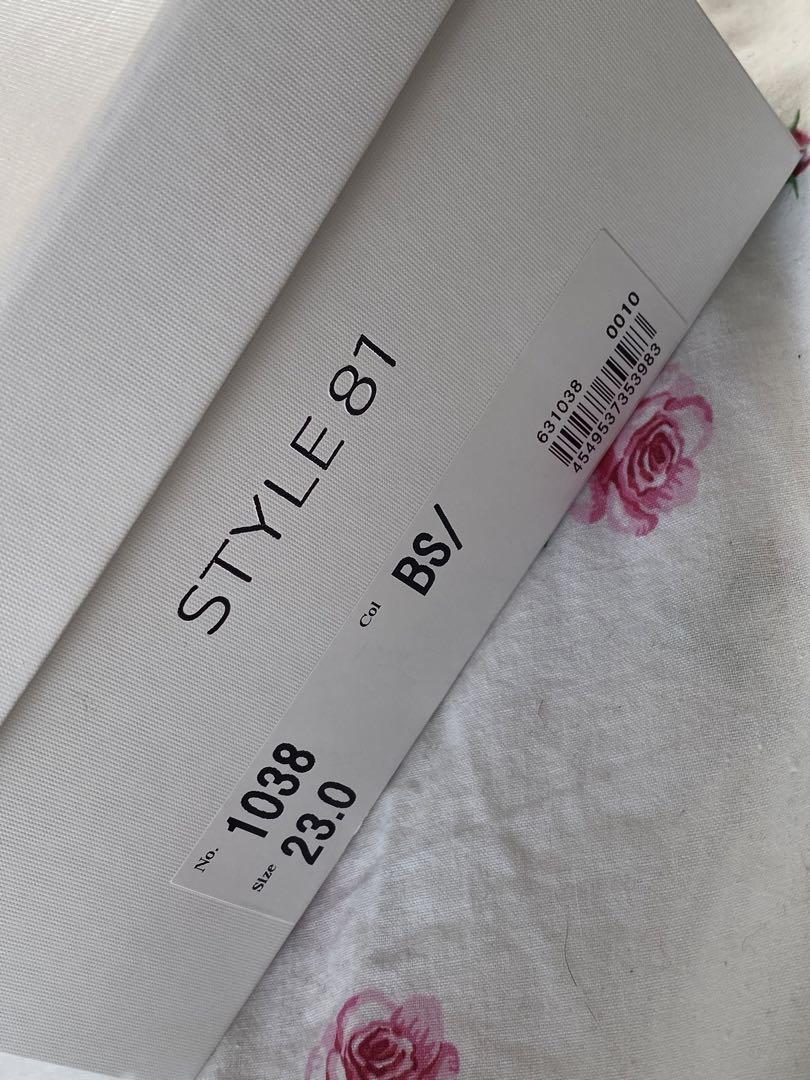 STYLE 81
No. 1038
Size 23.0
Col BS/
631038 0010
4549537353983